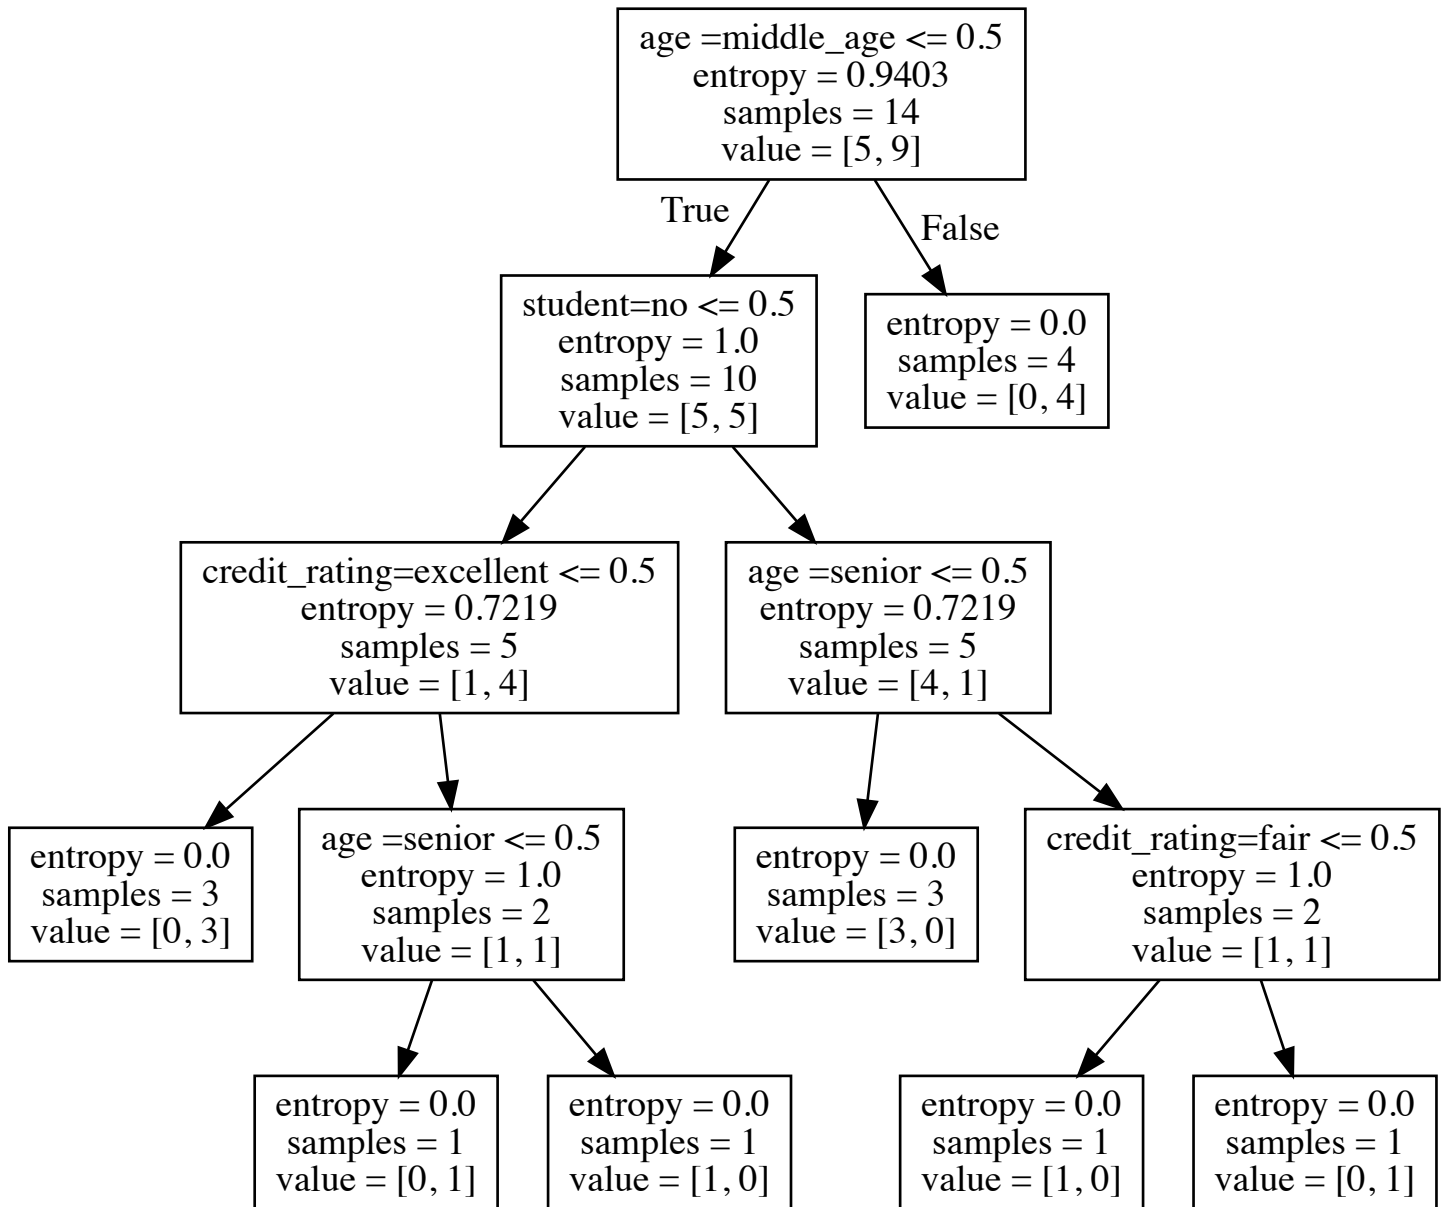 age =middle_age <= 0.5
entropy = 0.9403
samples = 14
value = [5, 9]
True
False
student=no <= 0.5
entropy = 1.0
samples = 10
value = [5, 5]
entropy = 0.0
samples = 4
value = [0, 4]
credit_rating=excellent <= 0.5
entropy = 0.7219
samples = 5
value = [1, 4]
age =senior <= 0.5
entropy = 0.7219
samples = 5
value = [4, 1]
entropy = 0.0
samples = 3
value = [0, 3]
age =senior <= 0.5
entropy = 1.0
samples = 2
value = [1, 1]
entropy = 0.0
samples = 3
value = [3, 0]
credit_rating=fair <= 0.5
entropy = 1.0
samples = 2
value = [1, 1]
entropy = 0.0
samples = 1
value = [0, 1]
entropy = 0.0
samples = 1
value = [1, 0]
entropy = 0.0
samples = 1
value = [1, 0]
entropy = 0.0
samples = 1
value = [0, 1]